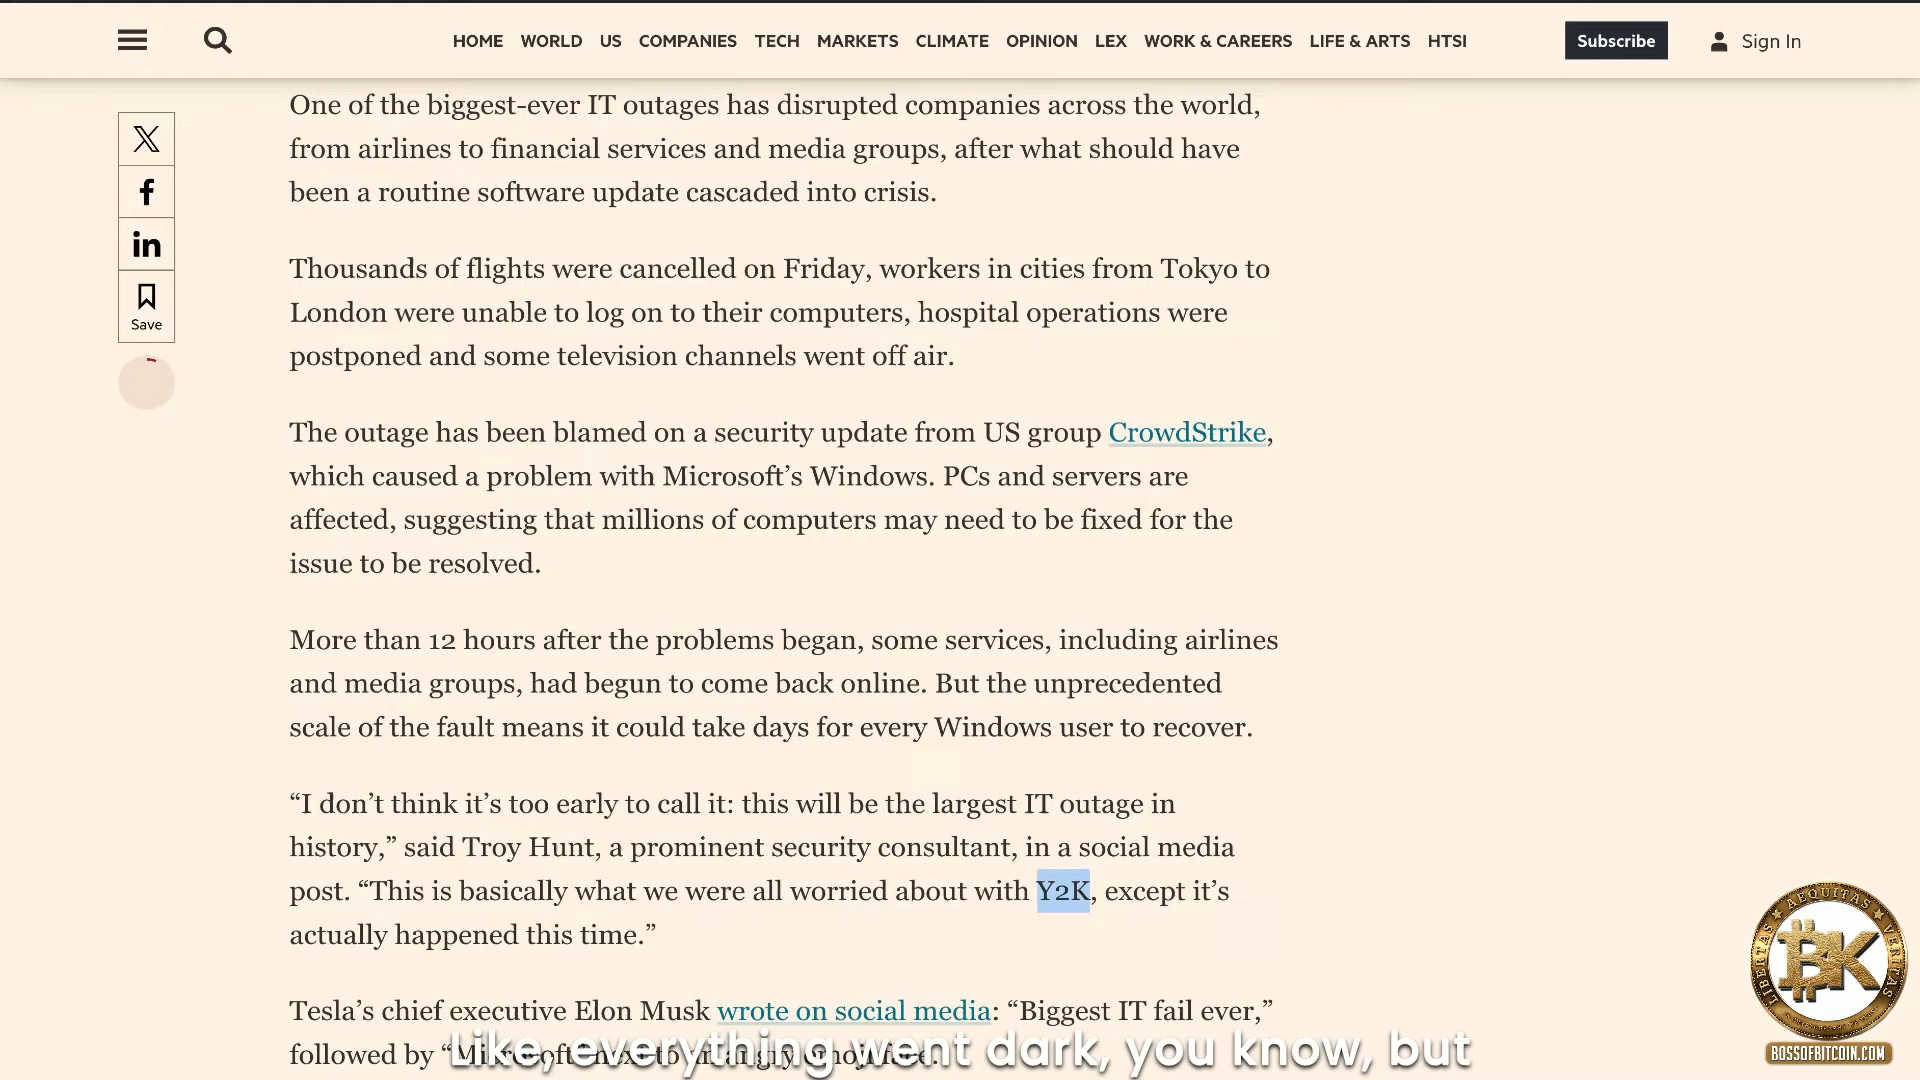 HOME WORLD US COMPANIES TECH MARKETS CLIMATE OPINION LEX WORK & CAREERS LIFE & ARTS HTSI Subscribe Sign In
One of the biggest-ever IT outages has disrupted companies across the world,
from airlines to financial services and media groups, after what should have
been a routine software update cascaded into crisis.
Save
Thousands of flights were cancelled on Friday, workers in cities from Tokyo to
London were unable to log on to their computers, hospital operations were
postponed and some television channels went off air.
The outage has been blamed on a security update from US group CrowdStrike,
which caused a problem with Microsoft’s Windows. PCs and servers are
affected, suggesting that millions of computers may need to be fixed for the
issue to be resolved.
More than 12 hours after the problems began, some services, including airlines
and media groups, had begun to come back online. But the unprecedented
scale of the fault means it could take days for every Windows user to recover.
“I don’t think it’s too early to call it: this will be the largest IT outage in
history,” said Troy Hunt, a prominent security consultant, in a social media
post. “This is basically what we were all worried about with Y2K, except it’s
actually happened this time.”
Tesla’s chief executive Elon Musk wrote on social media: “Biggest IT fail ever,”
followed by “Microsoft” next to an angry emoji face.
Like, everything went dark, you know, but
AEQUITAS
LIBERTAS
VERITAS
BK
BOSSOFBITCOIN.COM